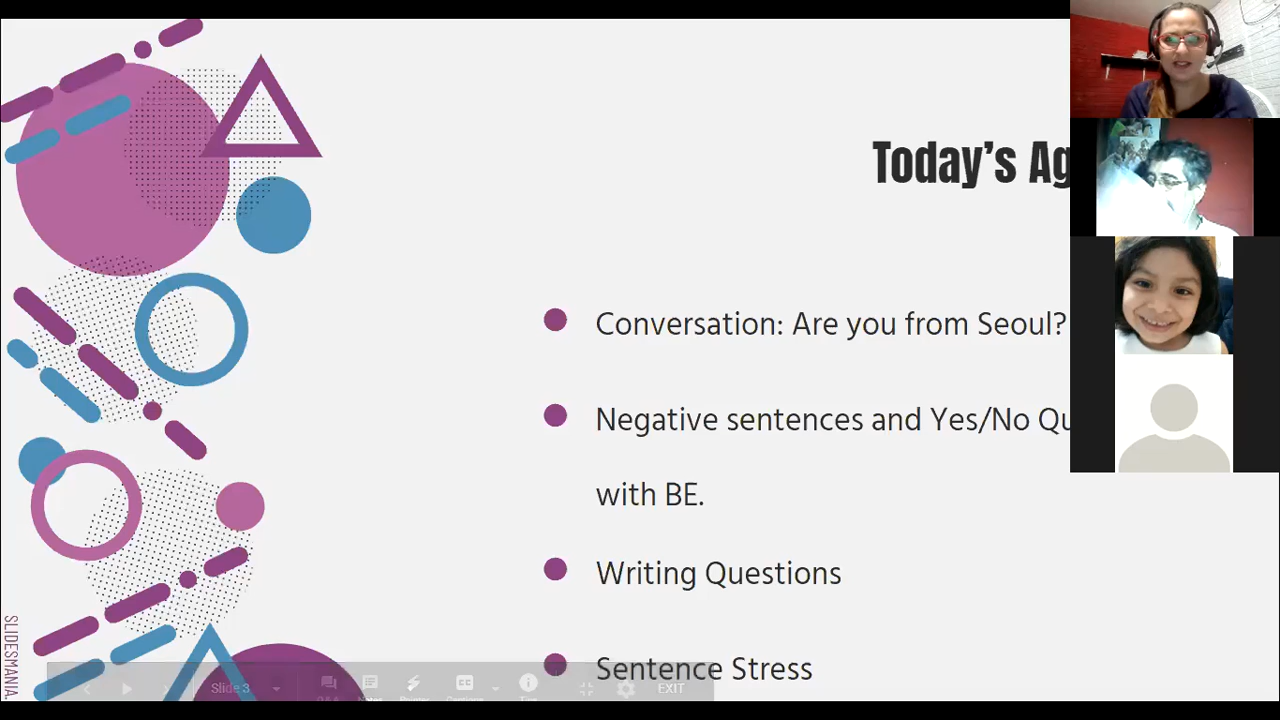 Today's Ag
Conversation: Are you from Seoul?
Negative sentences and Yes/No Qu
with BE.
Writing Questions
Sentence Stress
SLIDESMANIA.
Slide 3
EXIT